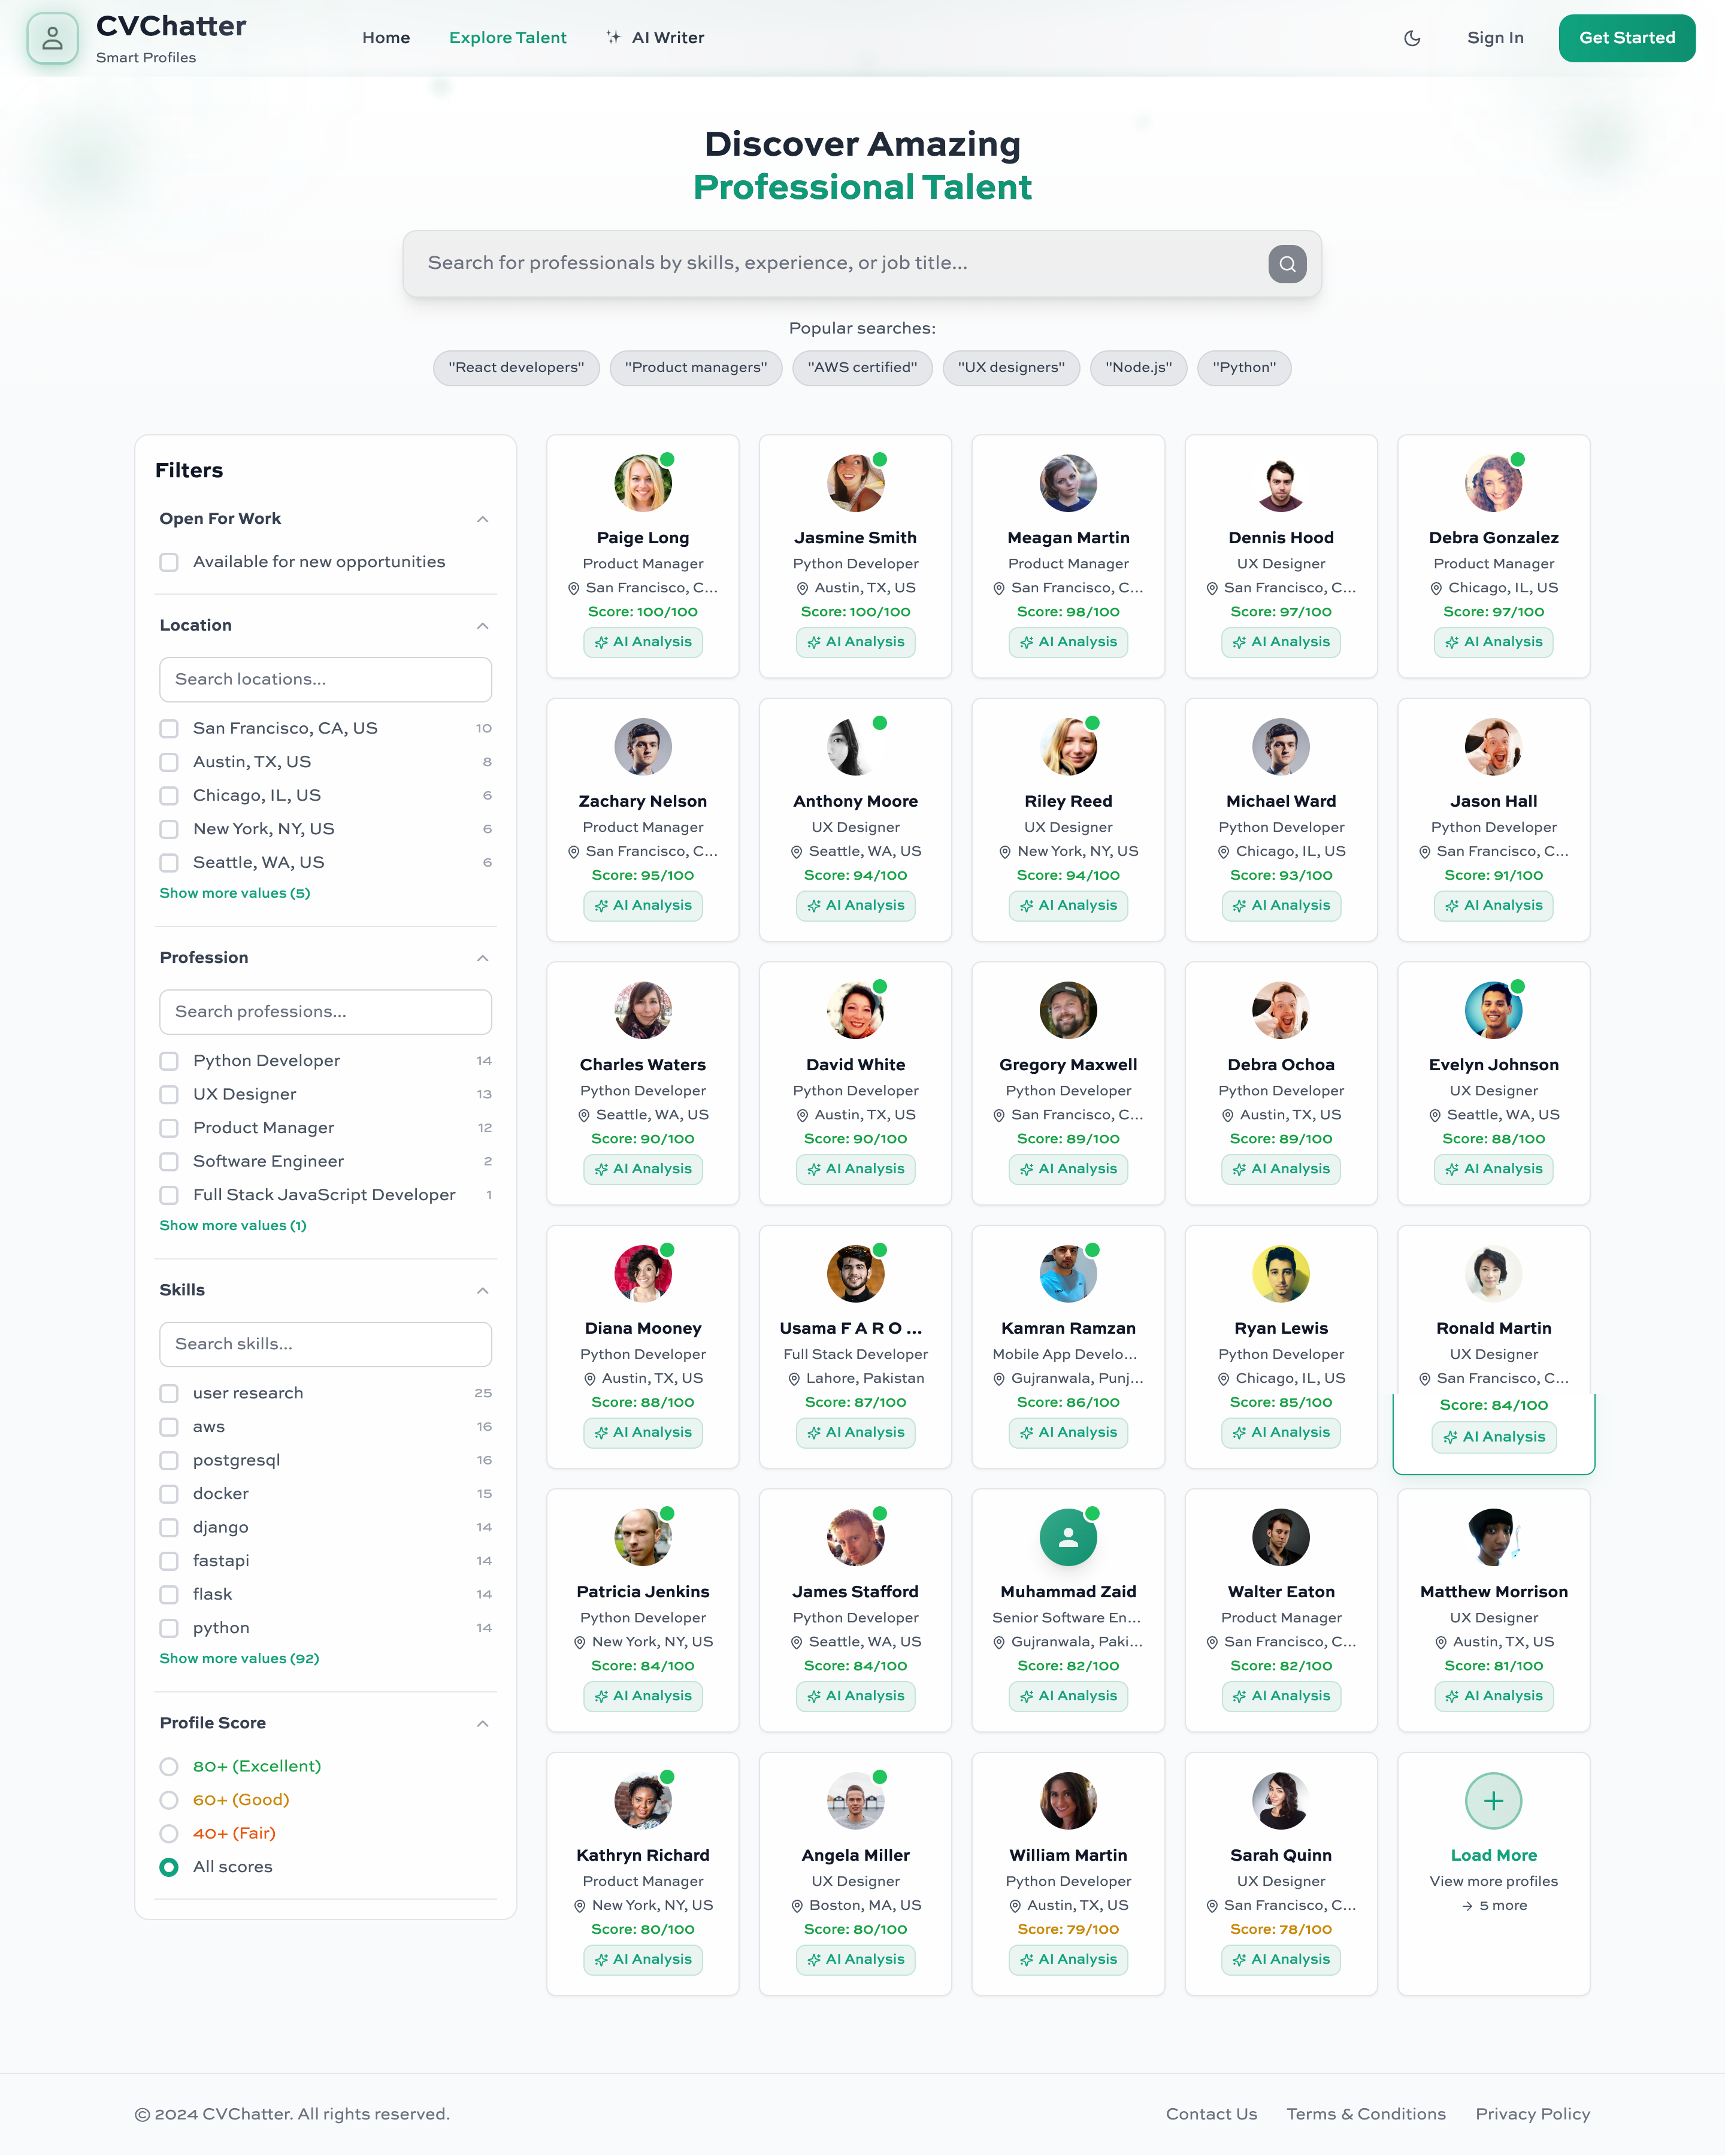 CVChatter
Smart Profiles
Home
Explore Talent
AI Writer
Sign In
Get Started
Discover Amazing
Professional Talent
Search for professionals by skills, experience, or job title...
Popular searches:
"React developers"
"Product managers"
"AWS certified"
"UX designers"
"Node.js"
"Python"
Filters
Open For Work
Available for new opportunities
Location
Search locations...
San Francisco, CA, US 10
Austin, TX, US 8
Chicago, IL, US 6
New York, NY, US 6
Seattle, WA, US 6
Show more values (5)
Profession
Search professions...
Python Developer 14
UX Designer 13
Product Manager 12
Software Engineer 2
Full Stack JavaScript Developer 1
Show more values (1)
Skills
Search skills...
user research 25
aws 16
postgresql 16
docker 15
django 14
fastapi 14
flask 14
python 14
Show more values (92)
Profile Score
80+ (Excellent)
60+ (Good)
40+ (Fair)
All scores
Paige Long
Product Manager
San Francisco, C...
Score: 100/100
AI Analysis
Jasmine Smith
Python Developer
Austin, TX, US
Score: 100/100
AI Analysis
Meagan Martin
Product Manager
San Francisco, C...
Score: 98/100
AI Analysis
Dennis Hood
UX Designer
San Francisco, C...
Score: 97/100
AI Analysis
Debra Gonzalez
Product Manager
Chicago, IL, US
Score: 97/100
AI Analysis
Zachary Nelson
Product Manager
San Francisco, C...
Score: 95/100
AI Analysis
Anthony Moore
UX Designer
Seattle, WA, US
Score: 94/100
AI Analysis
Riley Reed
UX Designer
New York, NY, US
Score: 94/100
AI Analysis
Michael Ward
Python Developer
Chicago, IL, US
Score: 93/100
AI Analysis
Jason Hall
Python Developer
San Francisco, C...
Score: 91/100
AI Analysis
Charles Waters
Python Developer
Seattle, WA, US
Score: 90/100
AI Analysis
David White
Python Developer
Austin, TX, US
Score: 90/100
AI Analysis
Gregory Maxwell
Python Developer
San Francisco, C...
Score: 89/100
AI Analysis
Debra Ochoa
Python Developer
Austin, TX, US
Score: 89/100
AI Analysis
Evelyn Johnson
UX Designer
Seattle, WA, US
Score: 88/100
AI Analysis
Diana Mooney
Python Developer
Austin, TX, US
Score: 88/100
AI Analysis
Usama F A R O ...
Full Stack Developer
Lahore, Pakistan
Score: 87/100
AI Analysis
Kamran Ramzan
Mobile App Develo...
Gujranwala, Punj...
Score: 86/100
AI Analysis
Ryan Lewis
Python Developer
Chicago, IL, US
Score: 85/100
AI Analysis
Ronald Martin
UX Designer
San Francisco, C...
Score: 84/100
AI Analysis
Patricia Jenkins
Python Developer
New York, NY, US
Score: 84/100
AI Analysis
James Stafford
Python Developer
Seattle, WA, US
Score: 84/100
AI Analysis
Muhammad Zaid
Senior Software En...
Gujranwala, Paki...
Score: 82/100
AI Analysis
Walter Eaton
Product Manager
San Francisco, C...
Score: 82/100
AI Analysis
Matthew Morrison
UX Designer
Austin, TX, US
Score: 81/100
AI Analysis
Kathryn Richard
Product Manager
New York, NY, US
Score: 80/100
AI Analysis
Angela Miller
UX Designer
Boston, MA, US
Score: 80/100
AI Analysis
William Martin
Python Developer
Austin, TX, US
Score: 79/100
AI Analysis
Sarah Quinn
UX Designer
San Francisco, C...
Score: 78/100
AI Analysis
Load More
View more profiles
→ 5 more
© 2024 CVChatter. All rights reserved.
Contact Us
Terms & Conditions
Privacy Policy